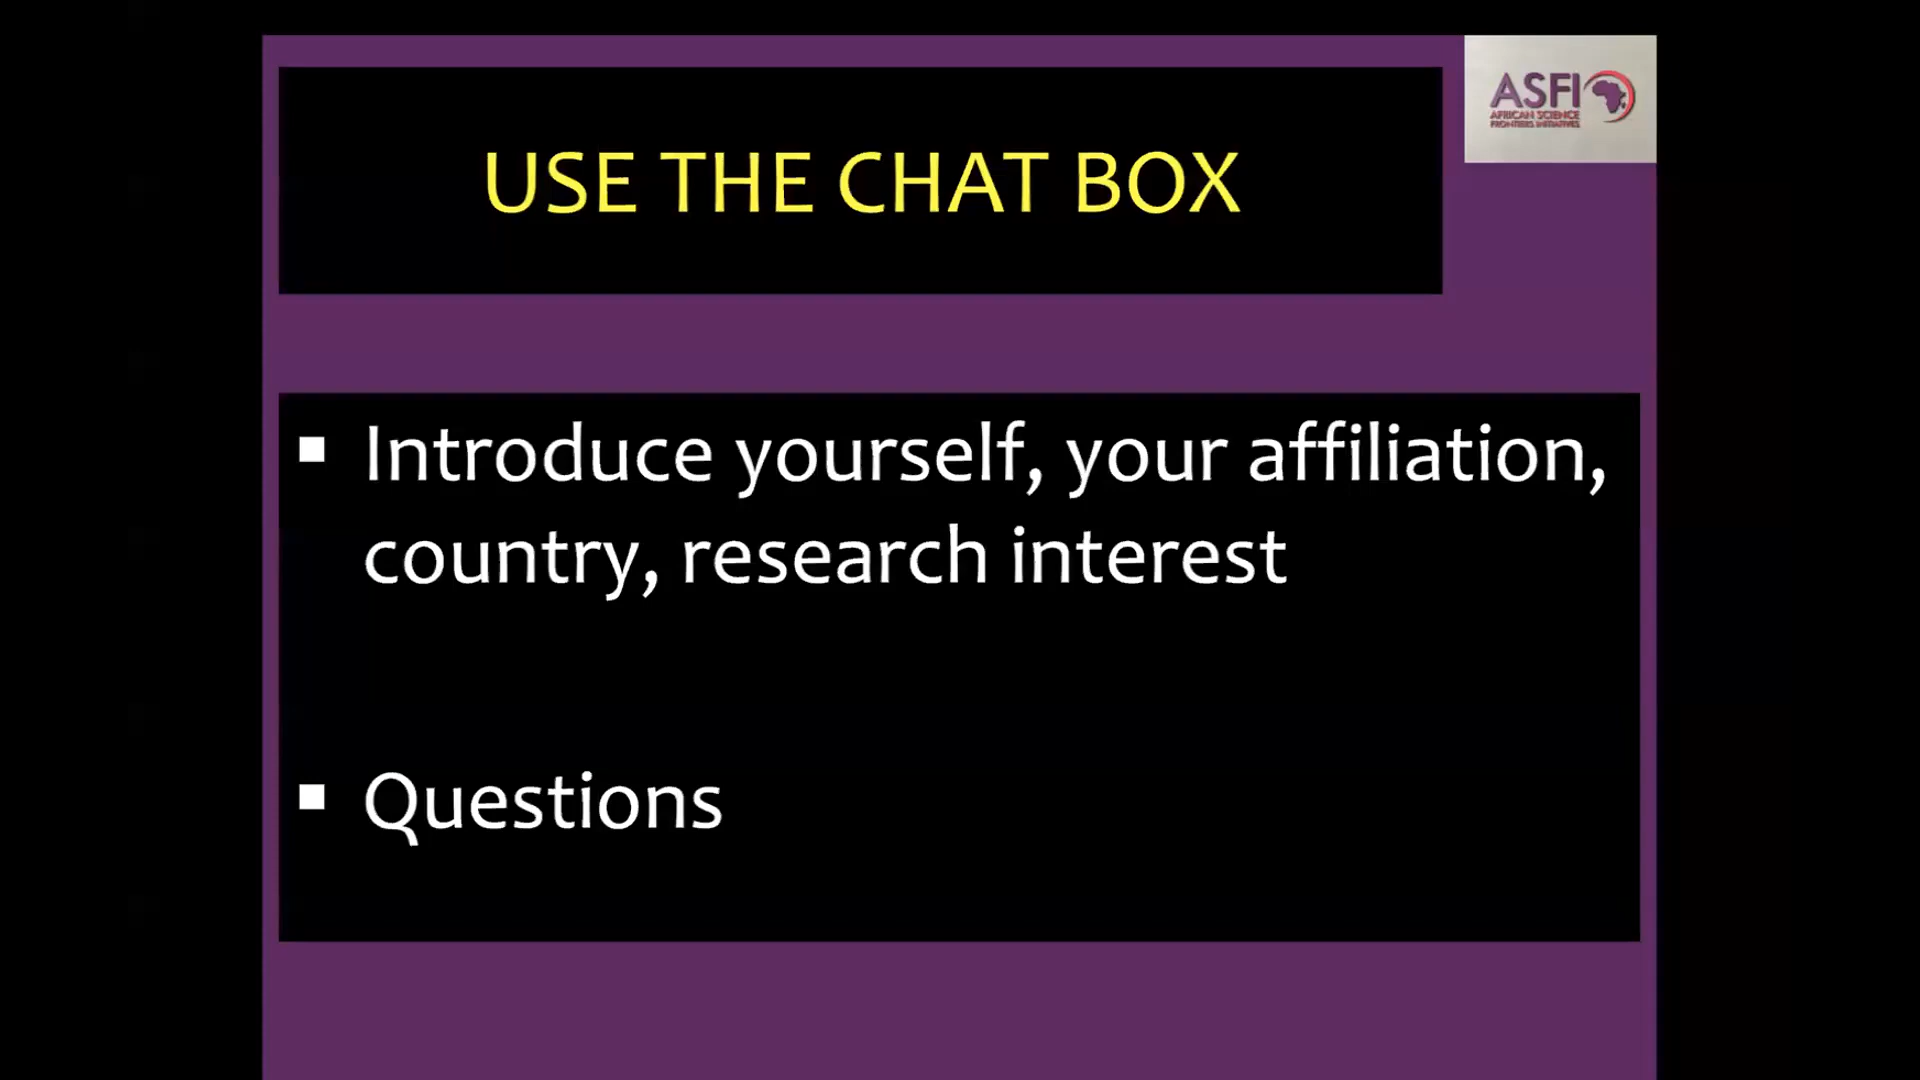 ASFI
AFRICAN SCIENCE
FRONTIERS INITIATIVES
USE THE CHAT BOX
▪ Introduce yourself, your affiliation,
country, research interest
▪ Questions